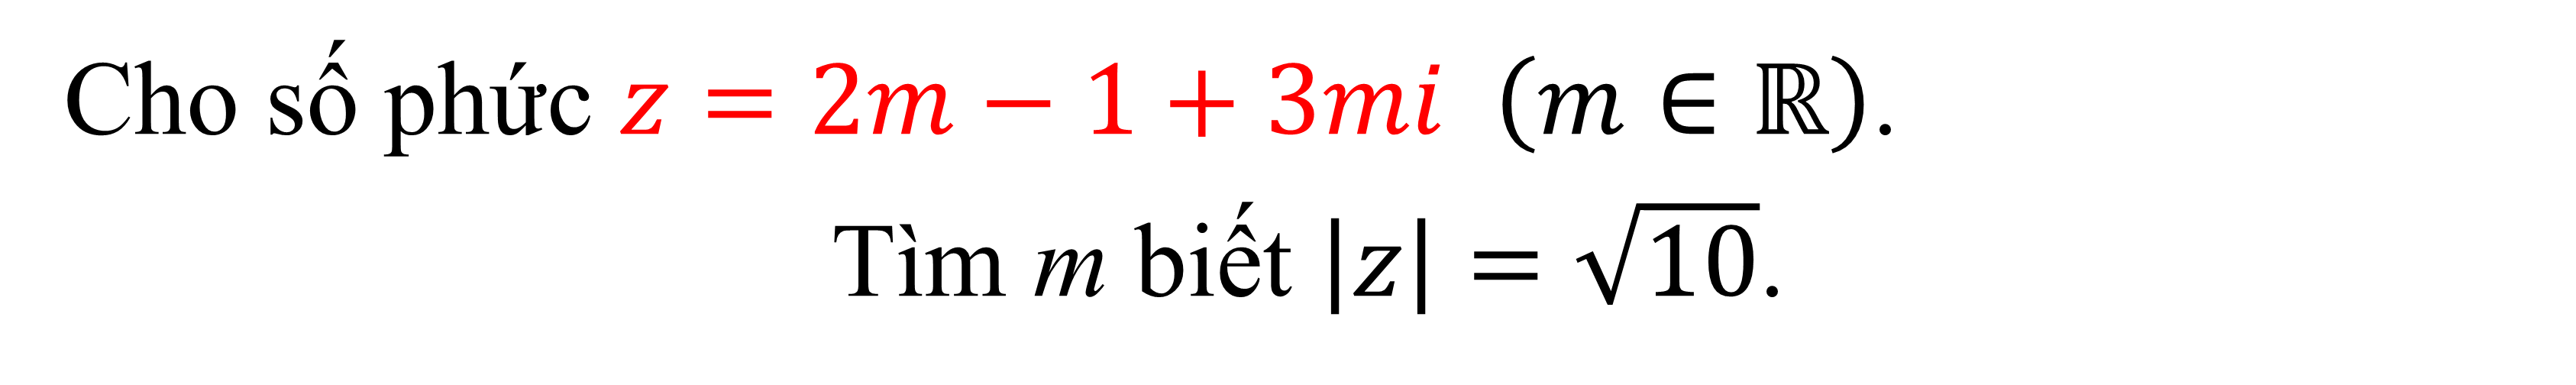 Cho số phức z = 2m − 1 + 3mi (m ∈ ℝ).
Tìm m biết |z| = √10.